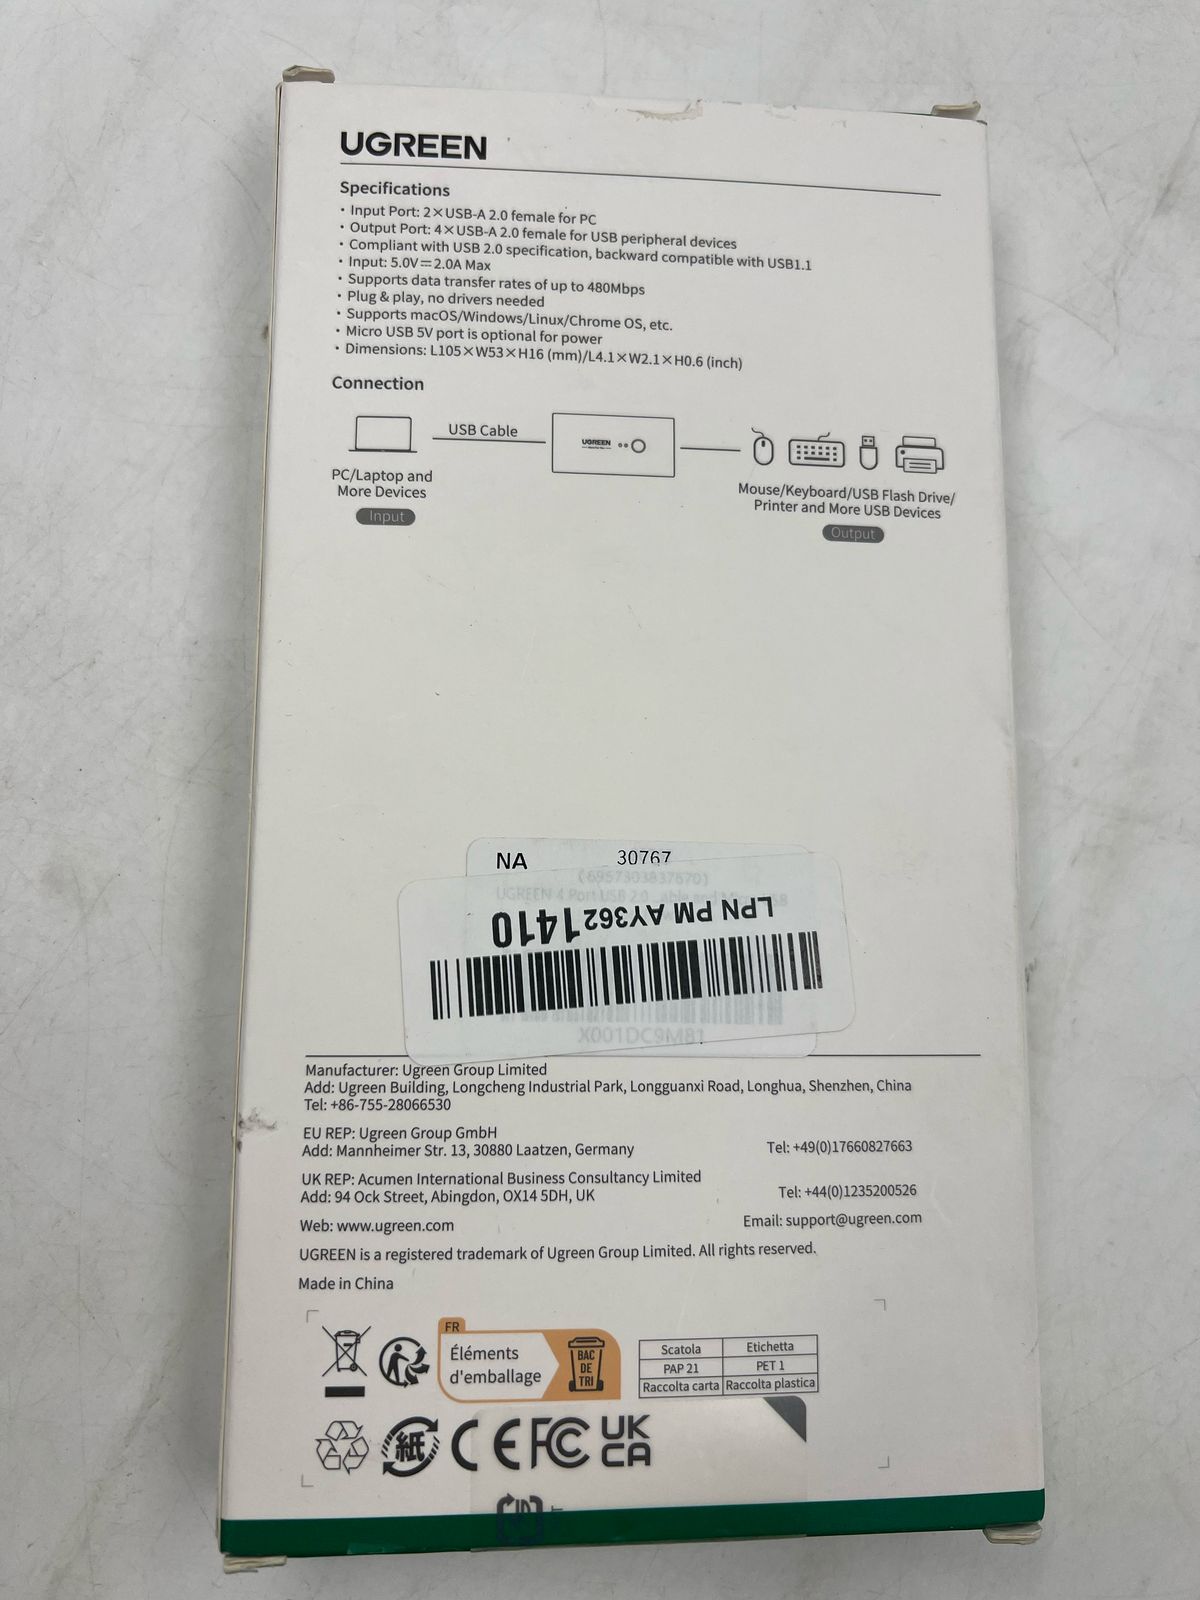 UGREEN
Specifications
· Input Port: 2×USB-A 2.0 female for PC
· Output Port: 4×USB-A 2.0 female for USB peripheral devices
· Compliant with USB 2.0 specification, backward compatible with USB1.1
· Input: 5.0V⎓2.0A Max
· Supports data transfer rates of up to 480Mbps
· Plug & play, no drivers needed
· Supports macOS/Windows/Linux/Chrome OS, etc.
· Micro USB 5V port is optional for power
· Dimensions: L105×W53×H16 (mm)/L4.1×W2.1×H0.6 (inch)
Connection
USB Cable
UGREEN
PC/Laptop and
More Devices
Input
Mouse/Keyboard/USB Flash Drive/
Printer and More USB Devices
Output
NA 30767
(6957303837670)
UGREEN 4 Port USB 2.0
LPN PM AY3621410
X001DC9M81
Manufacturer: Ugreen Group Limited
Add: Ugreen Building, Longcheng Industrial Park, Longguanxi Road, Longhua, Shenzhen, China
Tel: +86-755-28066530
EU REP: Ugreen Group GmbH
Add: Mannheimer Str. 13, 30880 Laatzen, Germany Tel: +49(0)17660827663
UK REP: Acumen International Business Consultancy Limited
Add: 94 Ock Street, Abingdon, OX14 5DH, UK Tel: +44(0)1235200526
Web: www.ugreen.com Email: support@ugreen.com
UGREEN is a registered trademark of Ugreen Group Limited. All rights reserved.
Made in China
FR
Éléments
d'emballage
BAC
DE
TRI
Scatola Etichetta
PAP 21 PET 1
Raccolta carta Raccolta plastica
紙 CE FC UK
CA